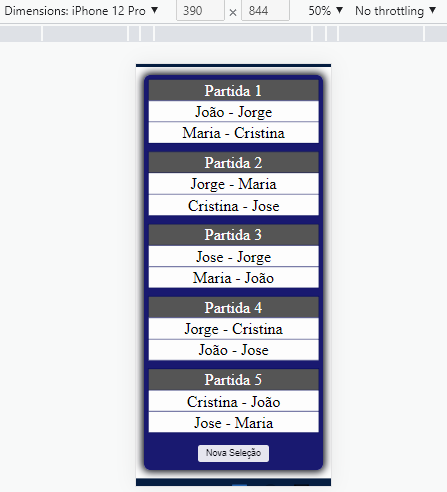 Dimensions: iPhone 12 Pro ▼ 390 × 844 50% ▼ No throttling ▼
Partida 1
João - Jorge
Maria - Cristina
Partida 2
Jorge - Maria
Cristina - Jose
Partida 3
Jose - Jorge
Maria - João
Partida 4
Jorge - Cristina
João - Jose
Partida 5
Cristina - João
Jose - Maria
Nova Seleção